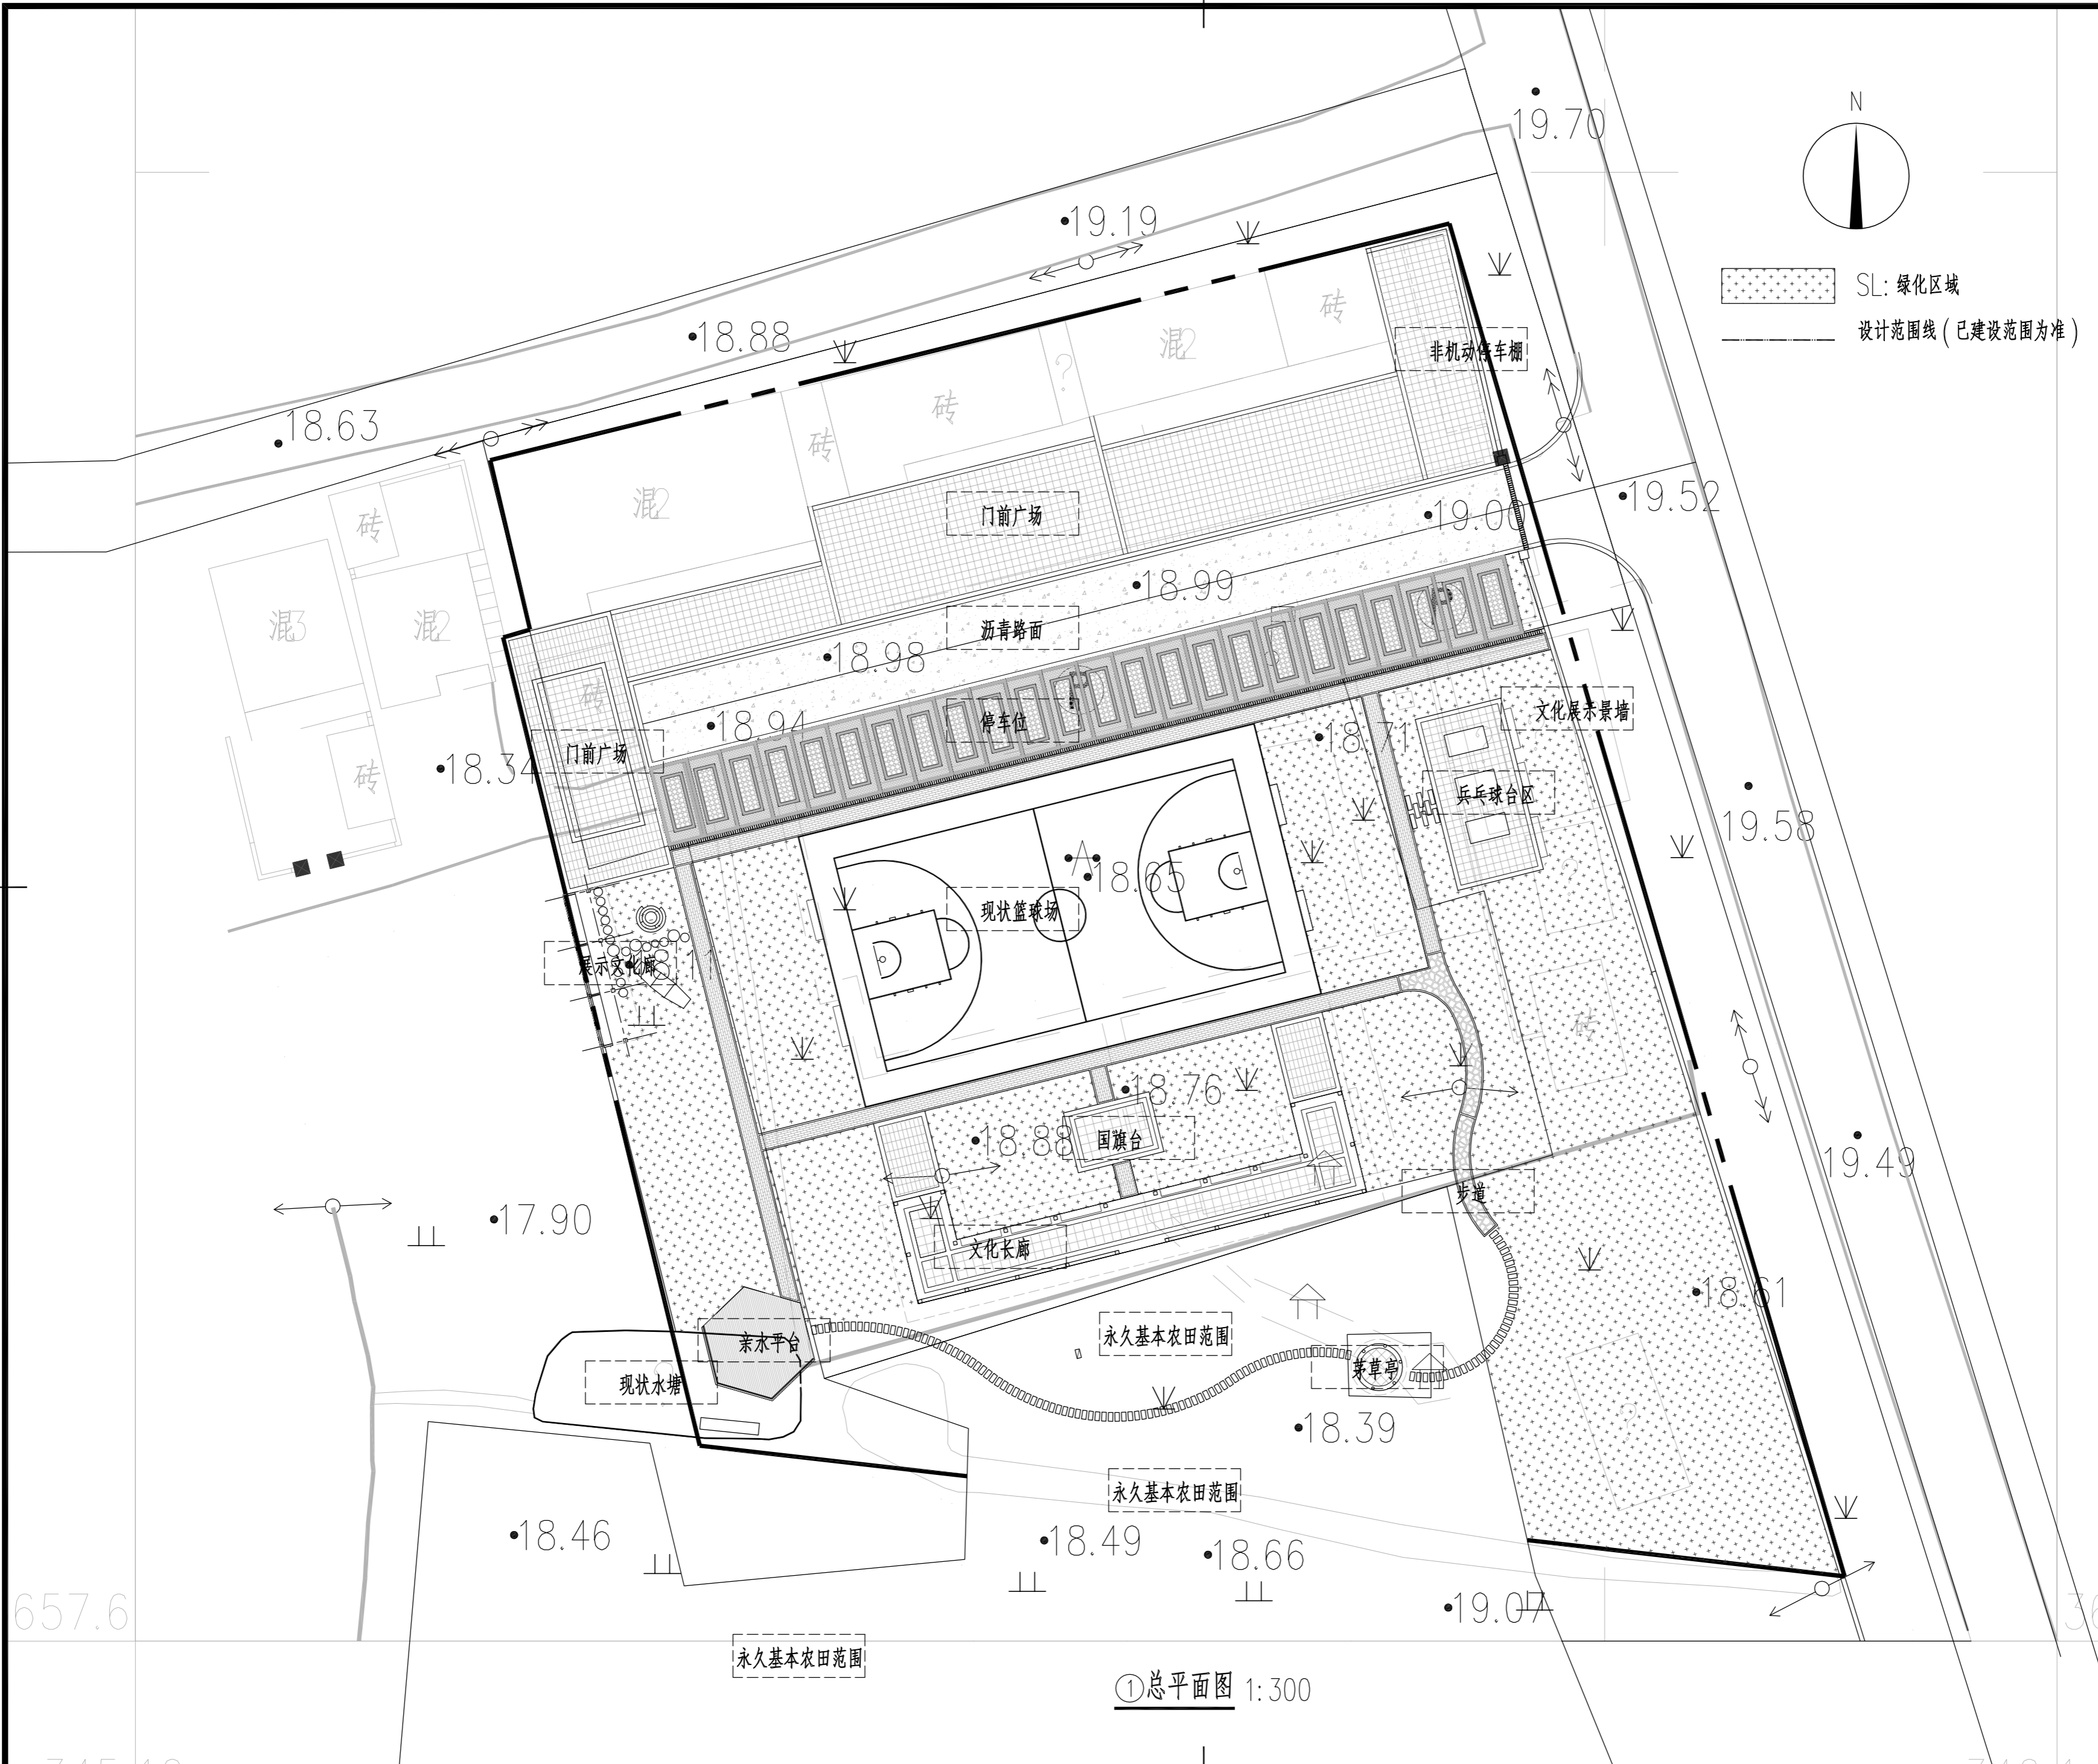 19.70
N
19.19
SL: 绿化区域
18.88
混2
砖
设计范围线（已建设范围为准）
非机动停车棚
18.63
砖
砖
混2
砖
19.52
19.00
门前广场
混3
混2
18.99
沥青路面
18.98
砖
18.94
停车位
18.71
文化展示景墙
门前广场
18.34
砖
兵乓球台区
19.58
A
18.65
现状篮球场
展示文化廊
砖
18.76
18.88
国旗台
19.49
步道
17.90
文化长廊
18.61
亲水平台
永久基本农田范围
现状水塘
茅草亭
?
18.39
永久基本农田范围
18.46
18.49
18.66
19.07
657.6
永久基本农田范围
①总平面图 1:300